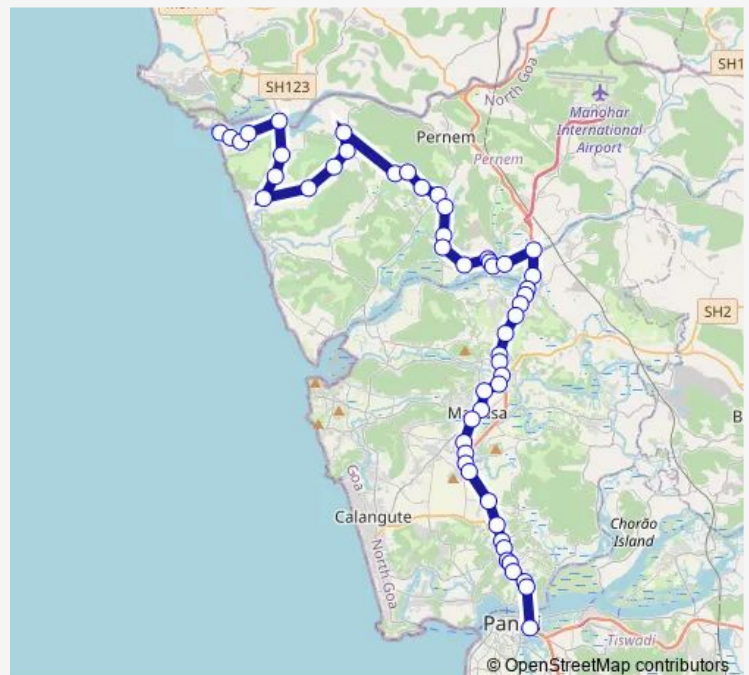 SH123
SH1
North Goa
Manohar
International
Airport
Pernem
Pernem
SH2
B
Calangute
Goa
North Goa
Chorão
Island
Tiswadi
© OpenStreetMap contributors